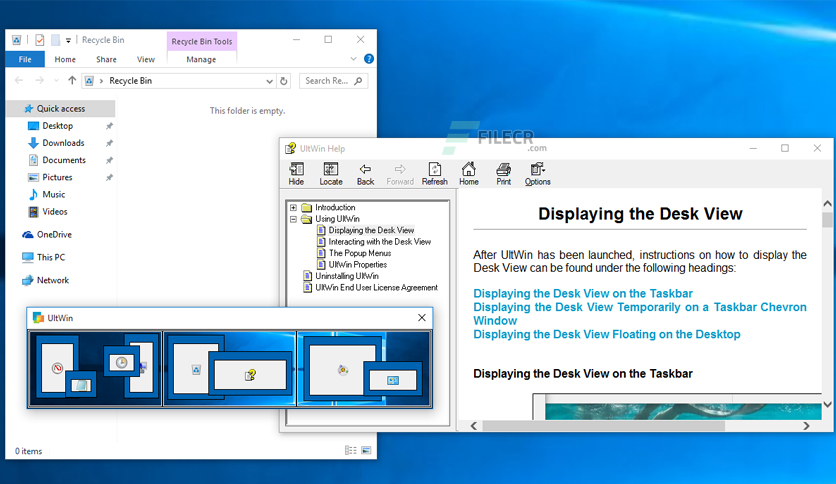 Recycle Bin
Recycle Bin Tools
File
Home
Share
View
Manage
Recycle Bin
Search Re...
Quick access
Desktop
Downloads
Documents
Pictures
Music
Videos
OneDrive
This PC
Network
This folder is empty.
0 items
FILECR
.com
UltWin Help
Hide
Locate
Back
Forward
Refresh
Home
Print
Options
Introduction
Using UltWin
Displaying the Desk View
Interacting with the Desk View
The Popup Menus
UltWin Properties
Uninstalling UltWin
UltWin End User License Agreement
Displaying the Desk View
After UltWin has been launched, instructions on how to display the
Desk View can be found under the following headings:
Displaying the Desk View on the Taskbar
Displaying the Desk View Temporarily on a Taskbar Chevron
Window
Displaying the Desk View Floating on the Desktop
Displaying the Desk View on the Taskbar
UltWin